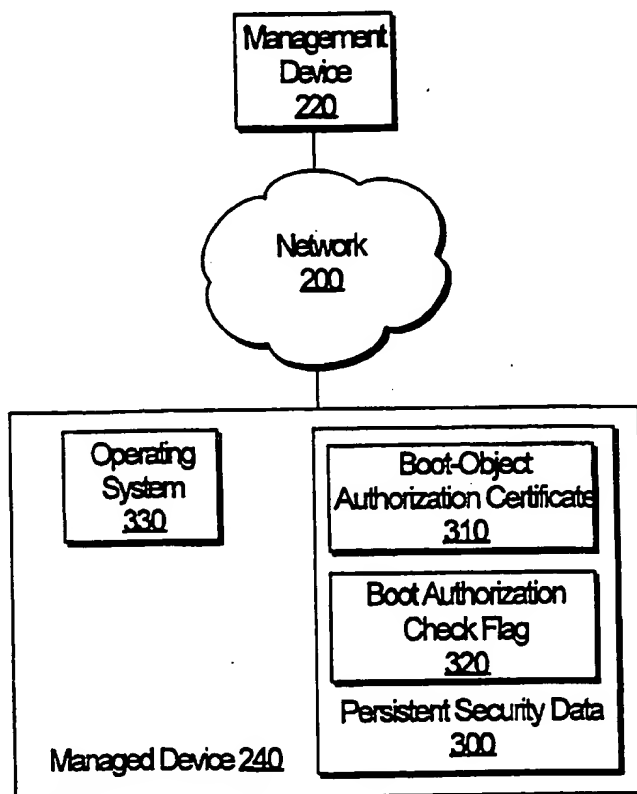 Management
Device
220
Network
200
Operating
System
330
Boot-Object
Authorization Certificate
310
Boot Authorization
Check Flag
320
Persistent Security Data
300
Managed Device 240